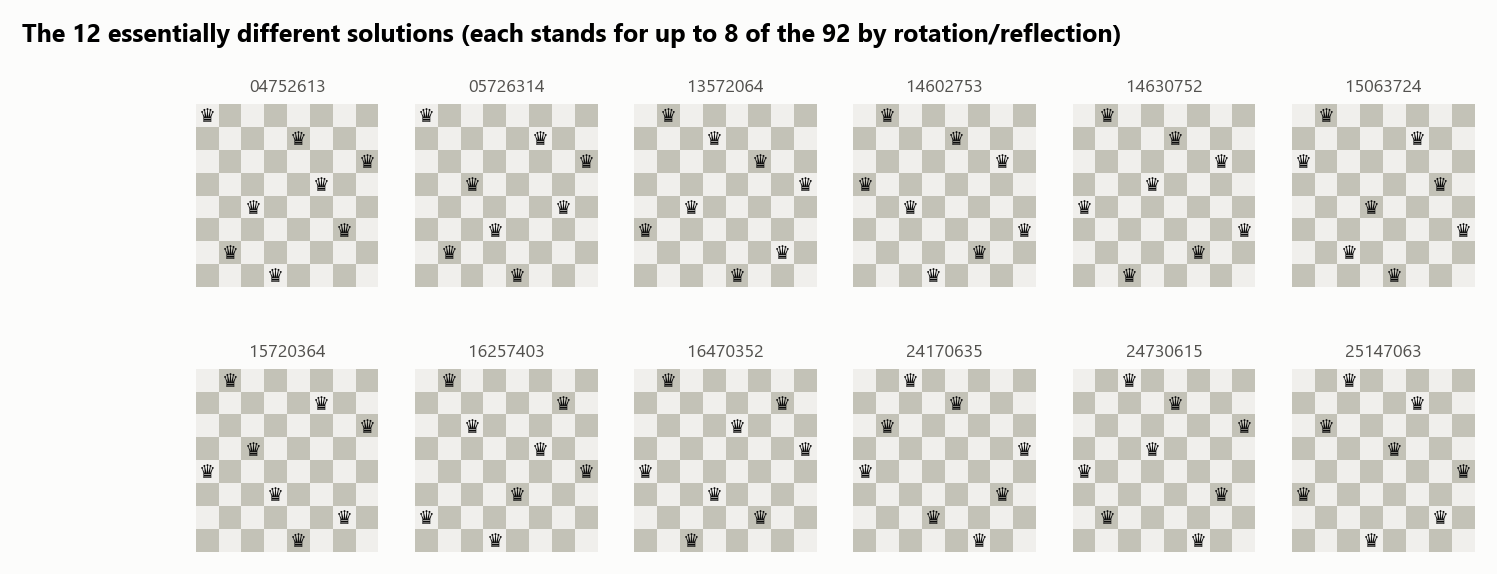 The 12 essentially different solutions (each stands for up to 8 of the 92 by rotation/reflection)
04752613 05726314 13572064 14602753 14630752 15063724
15720364 16257403 16470352 24170635 24730615 25147063